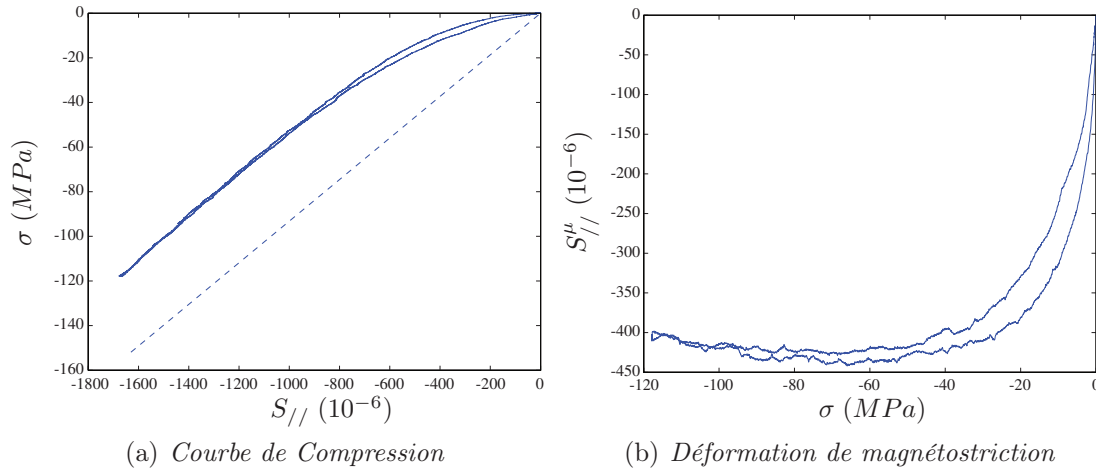 0
-20
-40
-60
-80
-100
-120
-140
-160
-1800 -1600 -1400 -1200 -1000 -800 -600 -400 -200 0
σ (MPa)
S// (10⁻⁶)
(a) Courbe de Compression
0
-50
-100
-150
-200
-250
-300
-350
-400
-450
-120 -100 -80 -60 -40 -20 0
S^μ_// (10⁻⁶)
σ (MPa)
(b) Déformation de magnétostriction